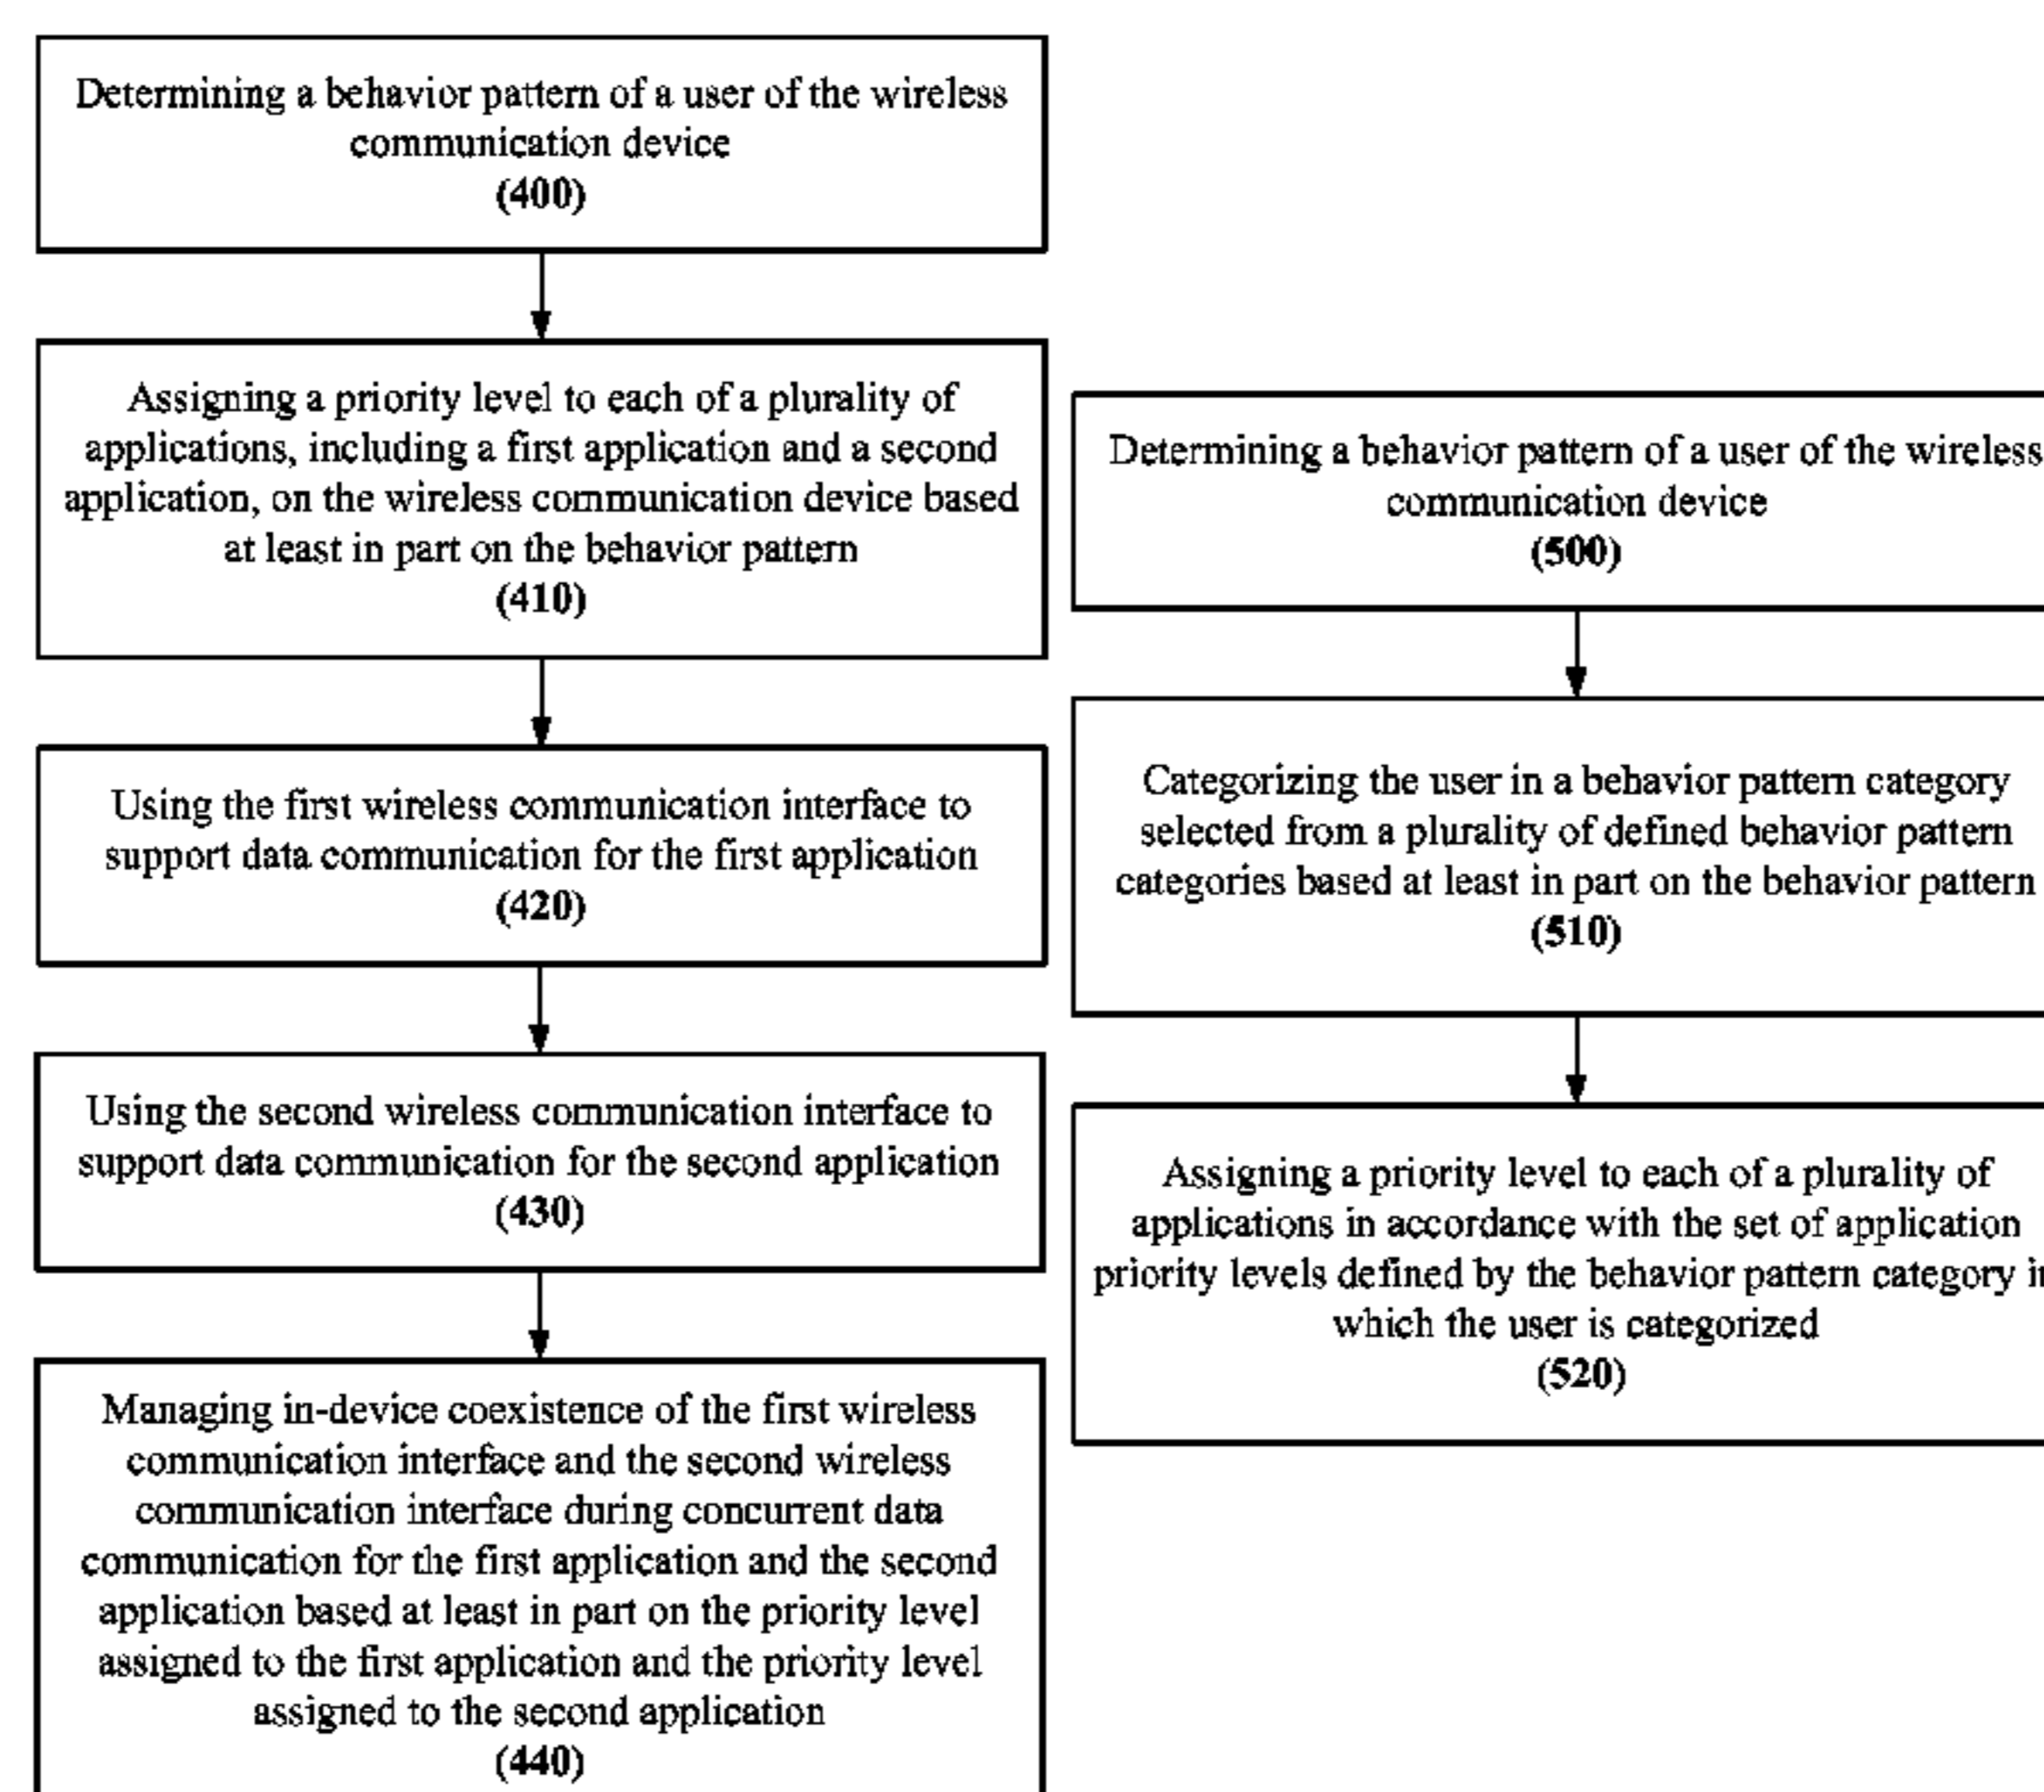 Determining a behavior pattern of a user of the wireless
communication device
(400)
Assigning a priority level to each of a plurality of
applications, including a first application and a second
application, on the wireless communication device based
at least in part on the behavior pattern
(410)
Using the first wireless communication interface to
support data communication for the first application
(420)
Using the second wireless communication interface to
support data communication for the second application
(430)
Managing in-device coexistence of the first wireless
communication interface and the second wireless
communication interface during concurrent data
communication for the first application and the second
application based at least in part on the priority level
assigned to the first application and the priority level
assigned to the second application
(440)
Determining a behavior pattern of a user of the wireless
communication device
(500)
Categorizing the user in a behavior pattern category
selected from a plurality of defined behavior pattern
categories based at least in part on the behavior pattern
(510)
Assigning a priority level to each of a plurality of
applications in accordance with the set of application
priority levels defined by the behavior pattern category
which the user is categorized
(520)